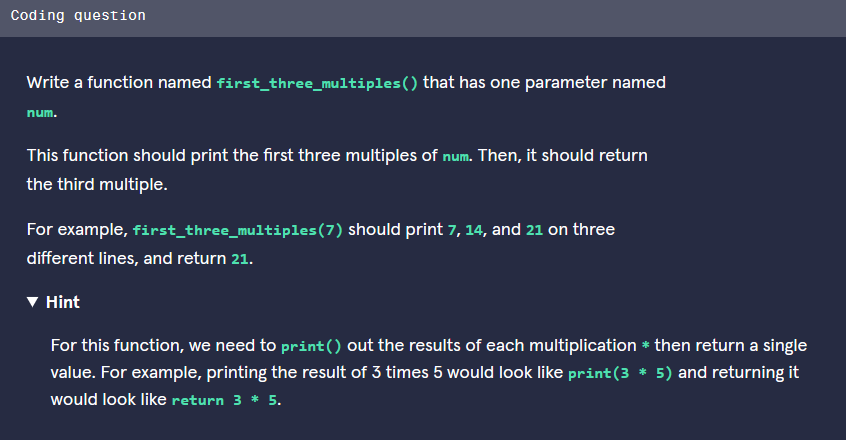 Coding question
Write a function named first_three_multiples() that has one parameter named
num.
This function should print the first three multiples of num. Then, it should return
the third multiple.
For example, first_three_multiples(7) should print 7, 14, and 21 on three
different lines, and return 21.
▼ Hint
For this function, we need to print() out the results of each multiplication * then return a single
value. For example, printing the result of 3 times 5 would look like print(3 * 5) and returning it
would look like return 3 * 5.